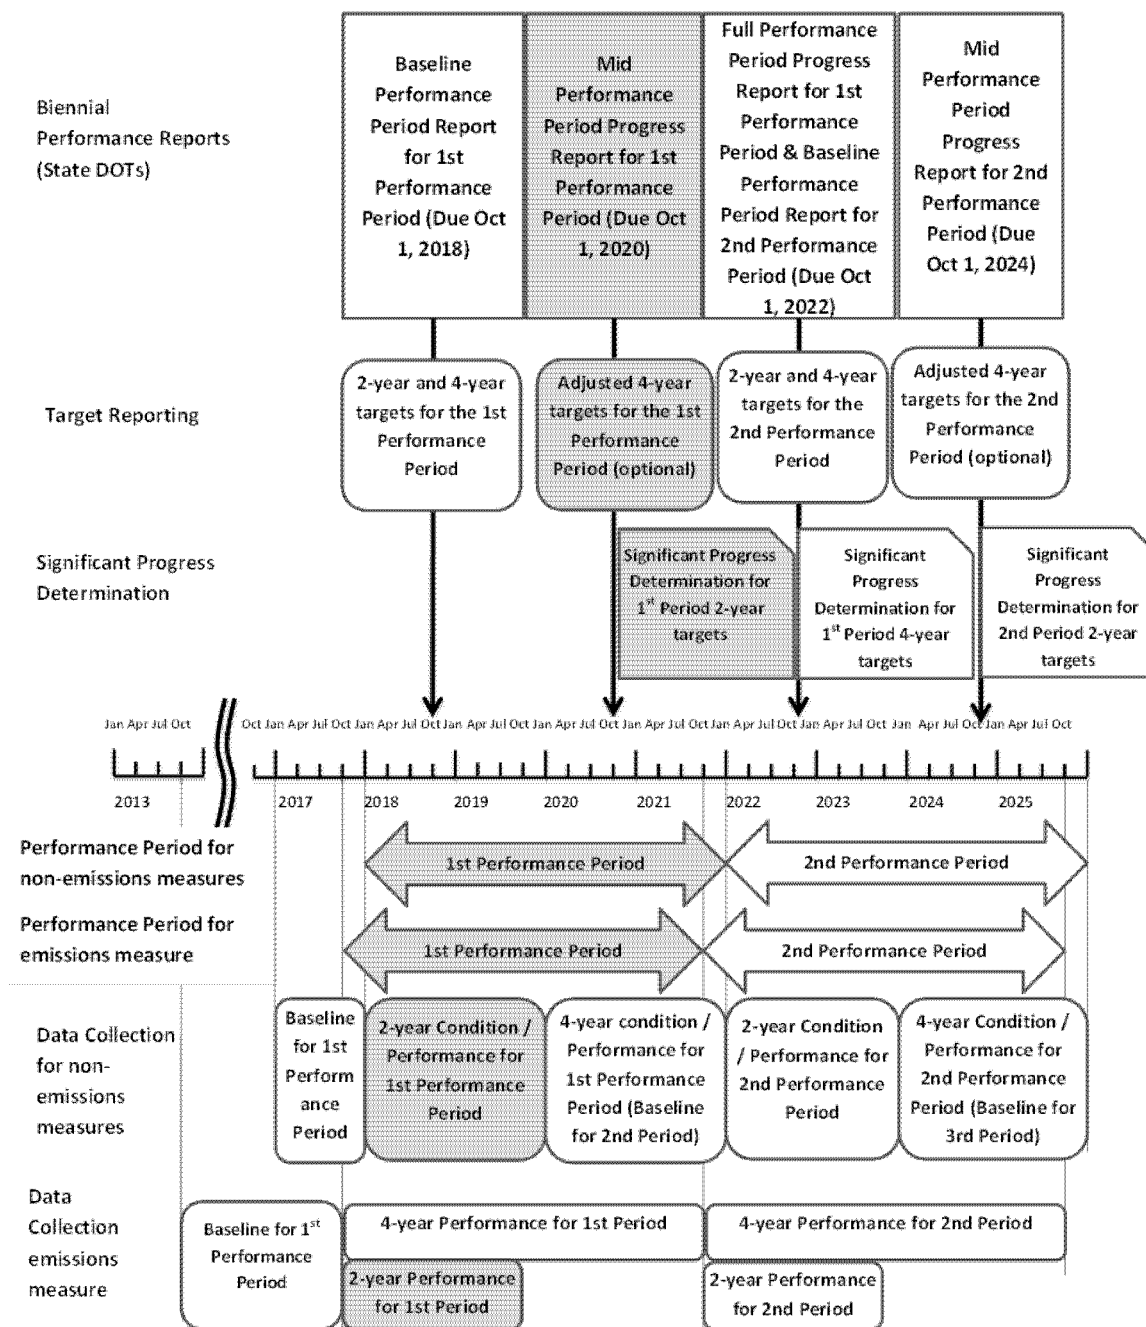 Biennial
Performance Reports
(State DOTs)
Baseline
Performance
Period Report
for 1st
Performance
Period (Due Oct
1, 2018)
Mid
Performance
Period Progress
Report for 1st
Performance
Period (Due Oct
1, 2020)
Full Performance
Period Progress
Report for 1st
Performance
Period & Baseline
Performance
Period Report for
2nd Performance
Period (Due Oct
1, 2022)
Mid
Performance
Period
Progress
Report for 2nd
Performance
Period (Due
Oct 1, 2024)
Target Reporting
2-year and 4-year
targets for the 1st
Performance
Period
Adjusted 4-year
targets for the 1st
Performance
Period (optional)
2-year and 4-year
targets for the
2nd Performance
Period
Adjusted 4-year
targets for the 2nd
Performance
Period (optional)
Significant Progress
Determination
Significant Progress
Determination for
1st Period 2-year
targets
Significant
Progress
Determination for
1st Period 4-year
targets
Significant
Progress
Determination for
2nd Period 2-year
targets
Jan Apr Jul Oct
Oct Jan Apr Jul Oct Jan Apr Jul Oct Jan Apr Jul Oct Jan Apr Jul Oct Jan Apr Jul Oct Jan Apr Jul Oct Jan Apr Jul Oct Jan Apr Jul Oct Jan Apr Jul Oct
2013 2017 2018 2019 2020 2021 2022 2023 2024 2025
Performance Period for
non-emissions measures
1st Performance Period
2nd Performance Period
Performance Period for
emissions measure
1st Performance Period
2nd Performance Period
Data Collection
for non-
emissions
measures
Baseline
for 1st
Perform
ance
Period
2-year Condition /
Performance for
1st Performance
Period
4-year condition /
Performance for
1st Performance
Period (Baseline
for 2nd Period)
2-year Condition
/ Performance for
2nd Performance
Period
4-year Condition /
Performance for
2nd Performance
Period (Baseline for
3rd Period)
Data
Collection
emissions
measure
Baseline for 1st
Performance
Period
4-year Performance for 1st Period
2-year Performance
for 1st Period
4-year Performance for 2nd Period
2-year Performance
for 2nd Period